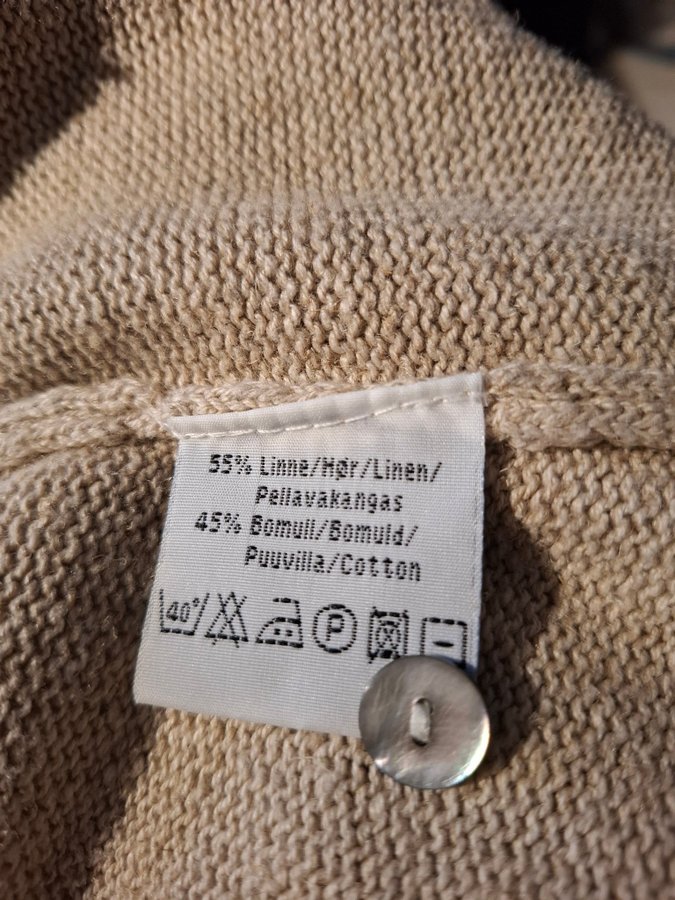 55% Linne/Hør/Linen/
Pellavakangas
45% Bomull/Bomuld/
Puuvilla/Cotton
40° P